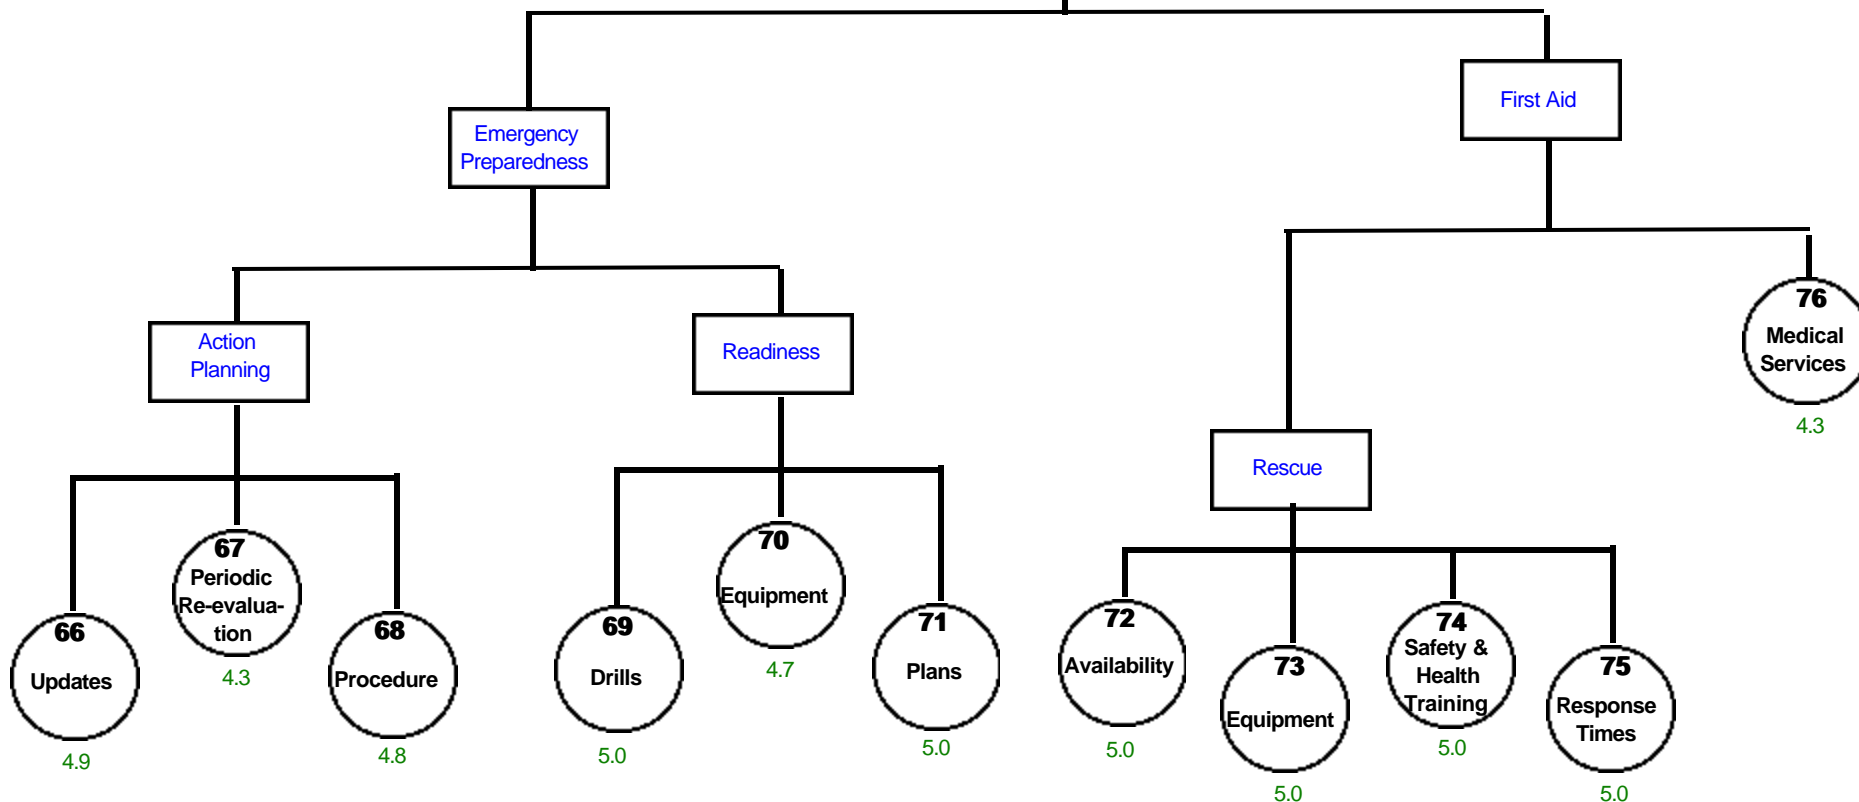 First Aid
Emergency
Preparedness
Action
Planning
Readiness
76
Medical
Services
4.3
Rescue
66
Updates
4.9
67
Periodic
Re-evalua-
tion
4.3
68
Procedure
4.8
69
Drills
5.0
70
Equipment
4.7
71
Plans
5.0
72
Availability
5.0
73
Equipment
5.0
74
Safety &
Health
Training
5.0
75
Response
Times
5.0